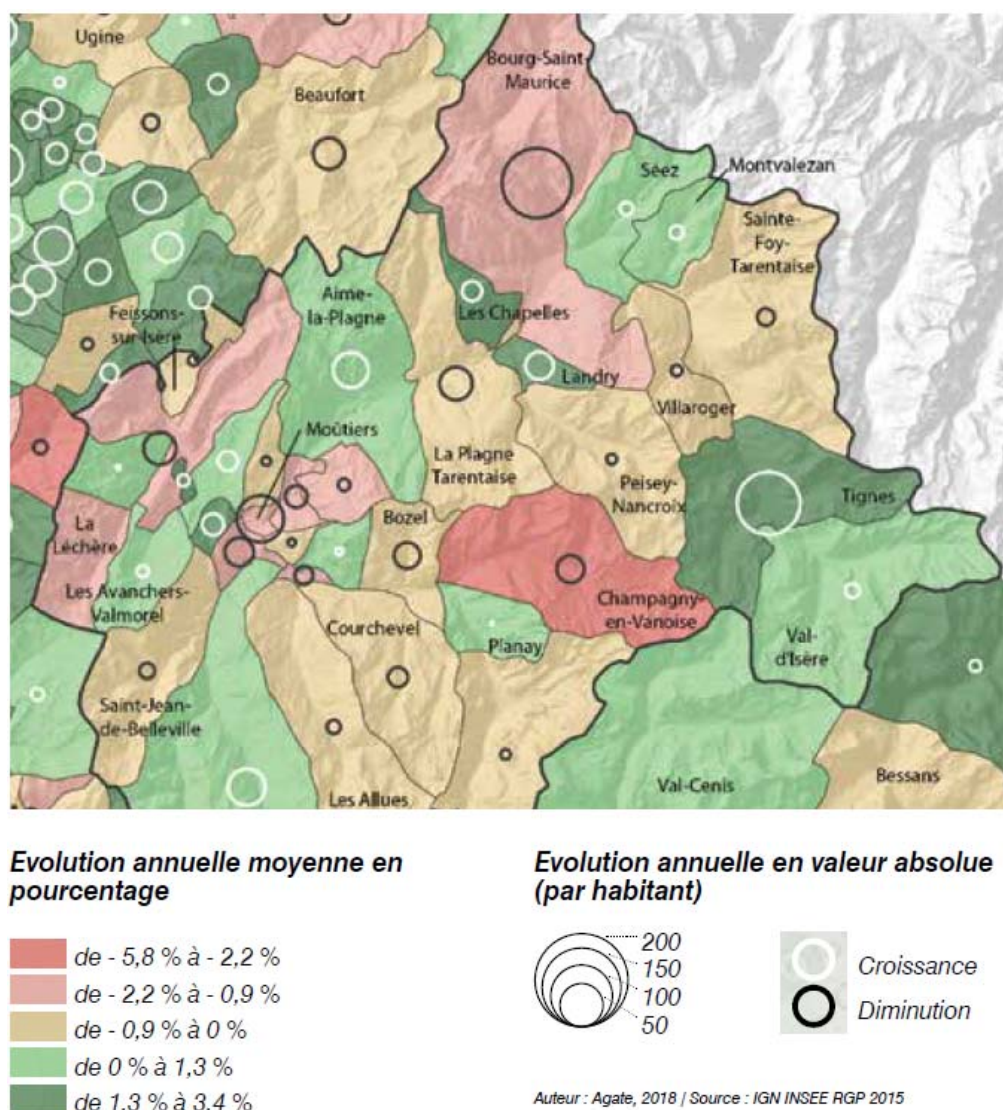 Ugine
Beaufort
Bourg-Saint-
Maurice
Séez
Montvalezan
Sainte-
Foy-
Tarentaise
Aime-
la-Plagne
Feissons-
sur-Isère
Les Chapelles
Landry
Villaroger
Moûtiers
La Plagne
Tarentaise
Peisey-
Nancroix
Tignes
La
Léchère
Bozel
Les Avanchers-
Valmorel
Champagny-
en-Vanoise
Courchevel
Planay
Val-
d'Isère
Saint-Jean-
de-Belleville
Les Allues
Val-Cenis
Bessans
Evolution annuelle moyenne en
pourcentage
de - 5,8 % à - 2,2 %
de - 2,2 % à - 0,9 %
de - 0,9 % à 0 %
de 0 % à 1,3 %
de 1,3 % à 3,4 %
Evolution annuelle en valeur absolue
(par habitant)
200
150
100
50
Croissance
Diminution
Auteur : Agate, 2018 / Source : IGN INSEE RGP 2015